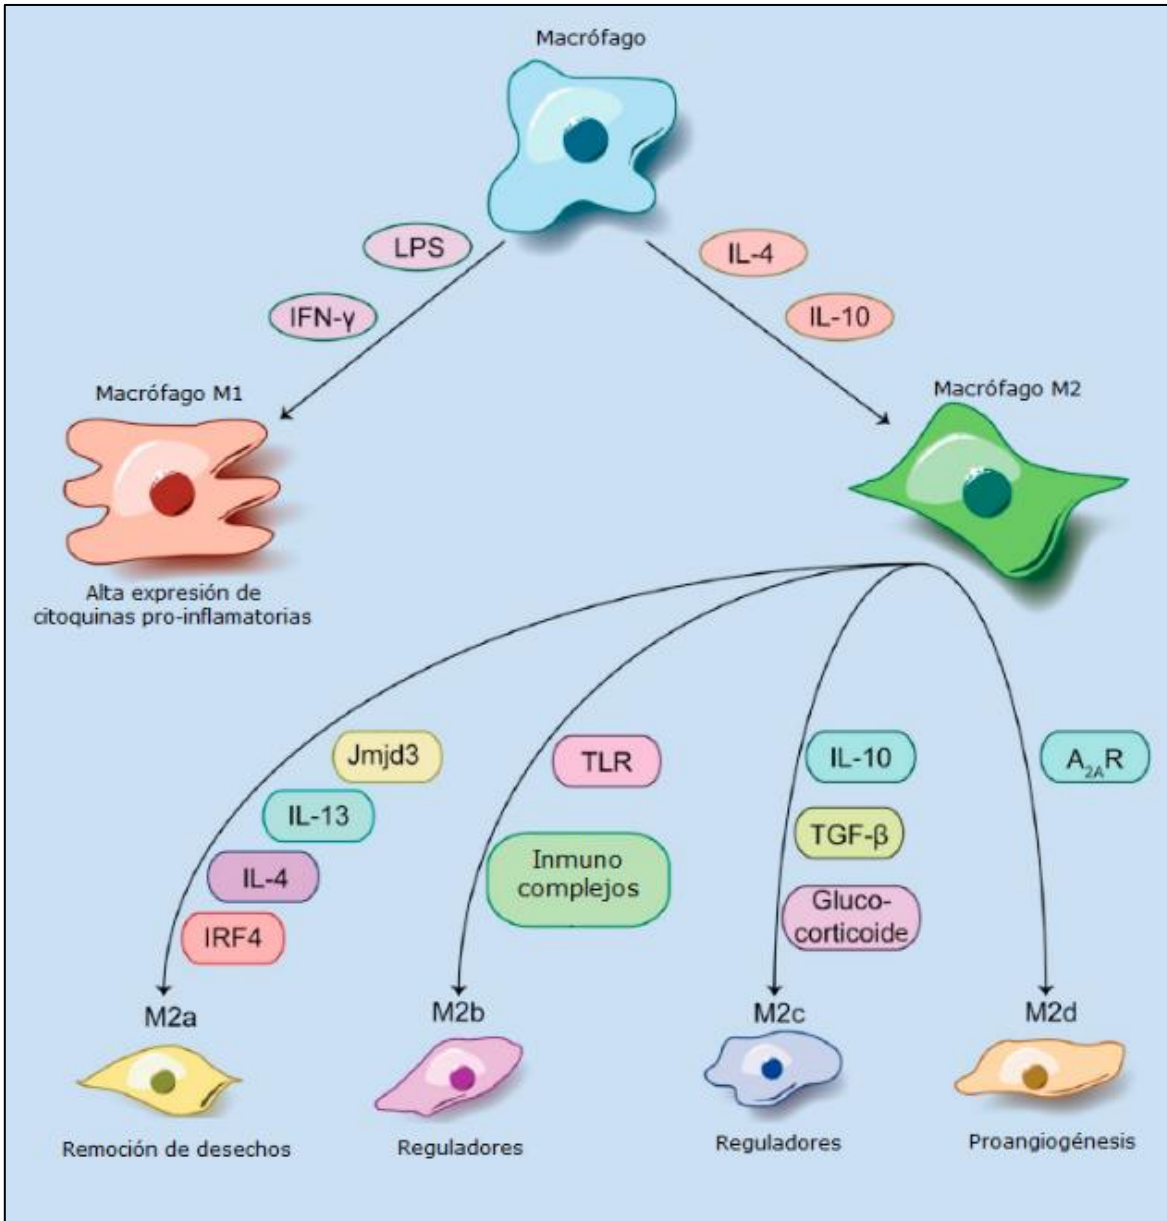 Macrófago
LPS
IFN-γ
IL-4
IL-10
Macrófago M1
Macrófago M2
Alta expresión de
citoquinas pro-inflamatorias
Jmjd3
IL-13
IL-4
IRF4
TLR
Inmuno
complejos
IL-10
TGF-β
Gluco-
corticoide
A2AR
M2a
M2b
M2c
M2d
Remoción de desechos
Reguladores
Reguladores
Proangiogénesis